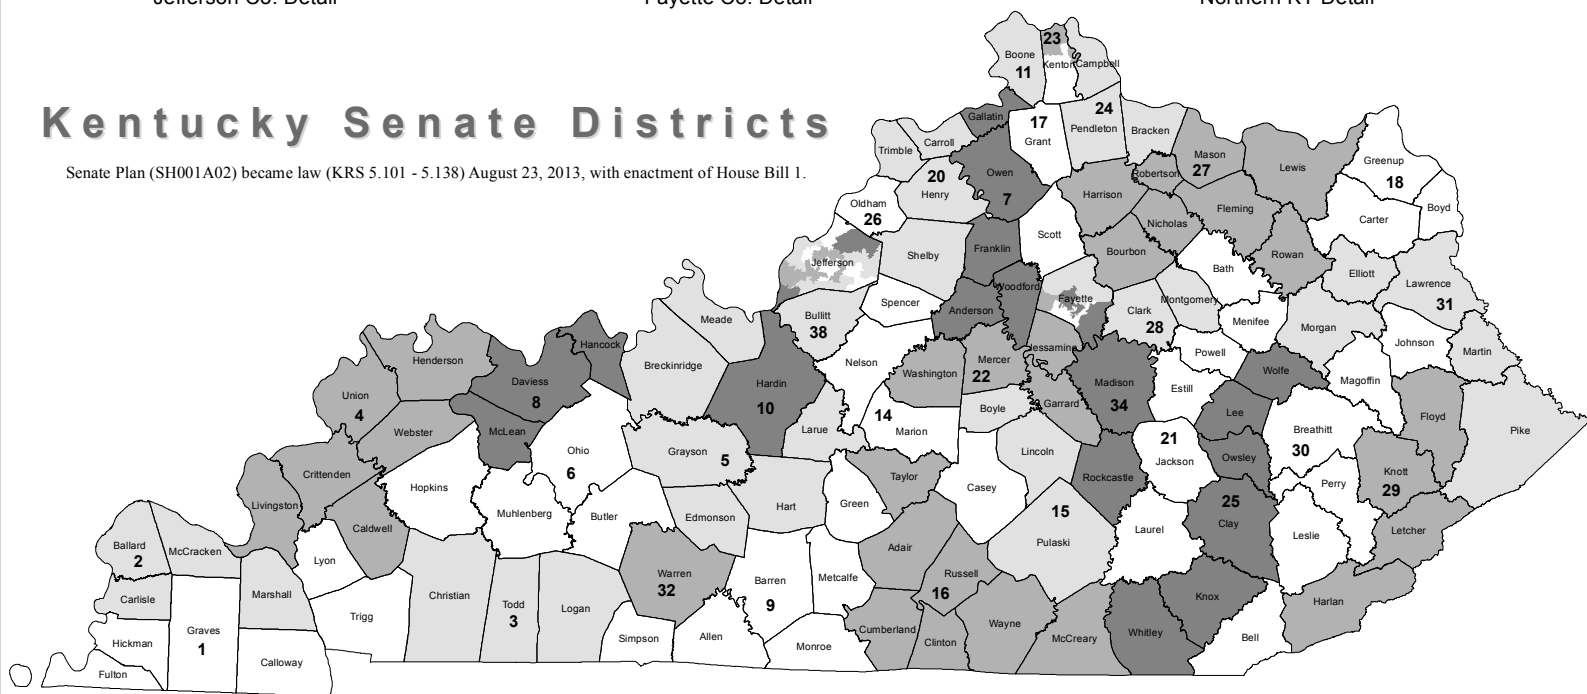 Jefferson Co. Detail
Fayette Co. Detail
Northern KY Detail
Kentucky Senate Districts
Senate Plan (SH001A02) became law (KRS 5.101 - 5.138) August 23, 2013, with enactment of House Bill 1.
23
Boone
11
Kenton
Campbell
Gallatin
17
Grant
24
Pendleton
Bracken
Trimble
Carroll
Owen
7
Robertson
Mason
27
Lewis
Greenup
18
20
Henry
Harrison
Oldham
26
Fleming
Nicholas
Carter
Boyd
Scott
Jefferson
Shelby
Franklin
Bourbon
Bath
Rowan
Elliott
Lawrence
31
Woodford
Fayette
Montgomery
Spencer
Anderson
Clark
28
Menifee
Morgan
Bullitt
38
Meade
Johnson
Martin
Jessamine
Powell
Hancock
Henderson
Breckinridge
Nelson
Mercer
22
Washington
Wolfe
Magoffin
Daviess
8
Hardin
10
Madison
34
Estill
Union
4
Garrard
Boyle
Lee
Floyd
Pike
14
Marion
Larue
Webster
McLean
Breathitt
30
21
Jackson
Ohio
6
Grayson
5
Lincoln
Owsley
Knott
29
Crittenden
Rockcastle
Taylor
Perry
Hopkins
Casey
Livingston
Hart
Green
25
Clay
Muhlenberg
Butler
Edmonson
15
Pulaski
Laurel
Leslie
Letcher
Caldwell
Ballard
2
McCracken
Lyon
Adair
Warren
32
Barren
9
Metcalfe
Russell
16
Marshall
Christian
Carlisle
Todd
3
Logan
Knox
Harlan
Trigg
Wayne
Graves
1
Cumberland
Whitley
Hickman
Simpson
Allen
Monroe
Clinton
McCreary
Bell
Calloway
Fulton